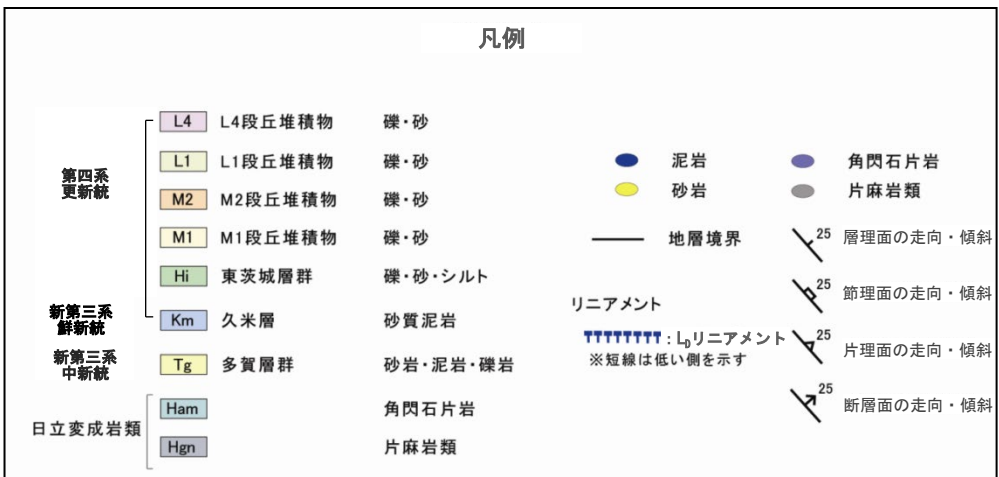 凡例
第四系
更新統
L4 L4段丘堆積物 礫・砂
L1 L1段丘堆積物 礫・砂
M2 M2段丘堆積物 礫・砂
M1 M1段丘堆積物 礫・砂
Hi 東茨城層群 礫・砂・シルト
新第三系
鮮新統
Km 久米層 砂質泥岩
新第三系
中新統
Tg 多賀層群 砂岩・泥岩・礫岩
日立変成岩類
Ham 角閃石片岩
Hgn 片麻岩類
泥岩
砂岩
地層境界
リニアメント
:LDリニアメント
※短線は低い側を示す
角閃石片岩
片麻岩類
25 層理面の走向・傾斜
25 節理面の走向・傾斜
25 片理面の走向・傾斜
25 断層面の走向・傾斜